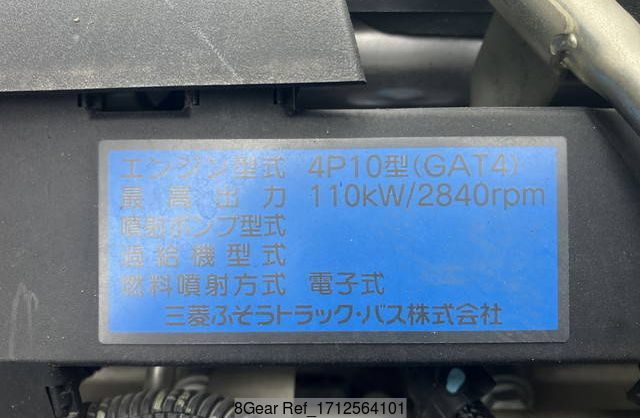 エンジン型式 4P10型(GAT4)
最高出力 110kW/2840rpm
噴射ポンプ型式
過給機型式
燃料噴射方式 電子式
三菱ふそうトラック・バス株式会社
8Gear Ref_1712564101